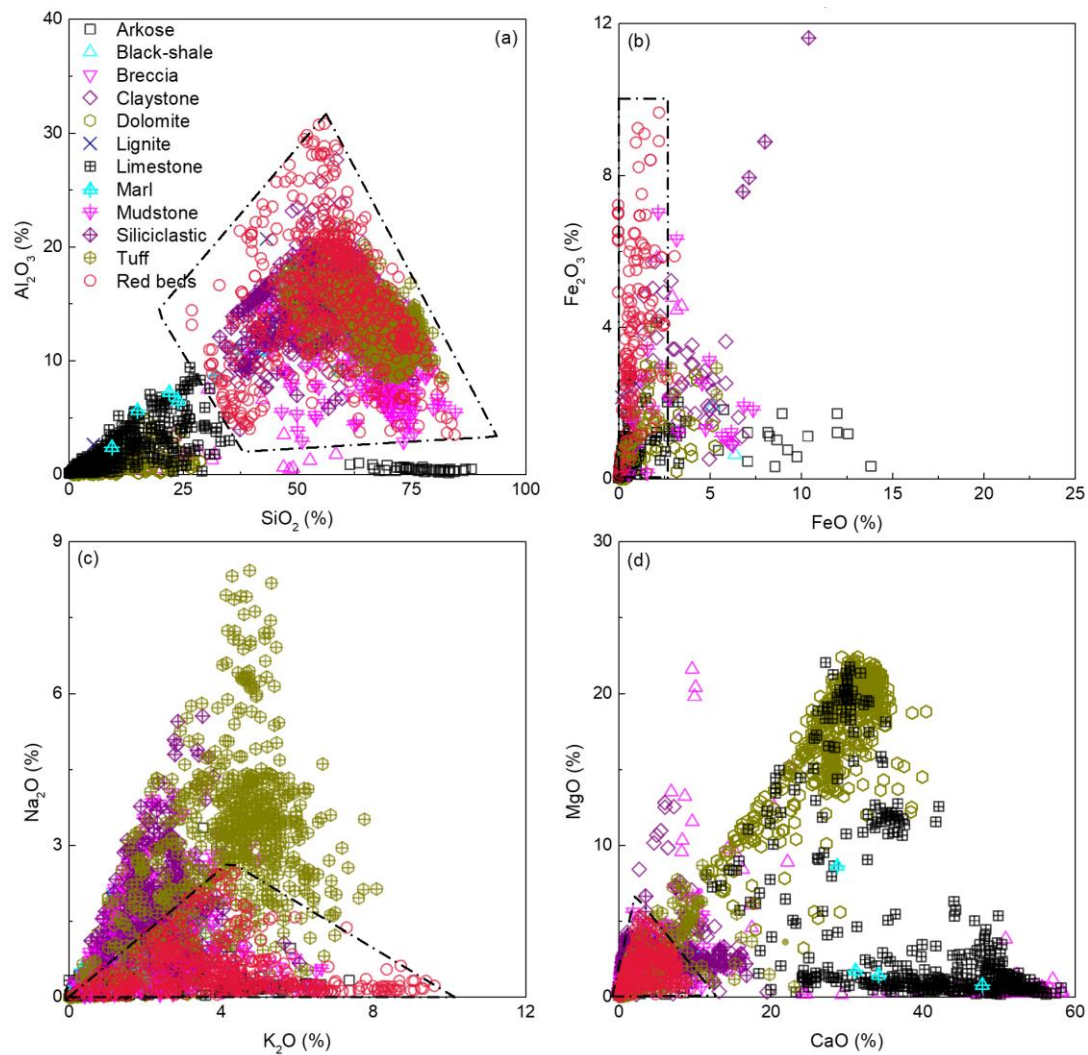 40
30
20
10
0
Al₂O₃ (%)
0 25 50 75 100
SiO₂ (%)
Arkose
Black-shale
Breccia
Claystone
Dolomite
Lignite
Limestone
Marl
Mudstone
Siliciclastic
Tuff
Red beds
(a)
(b)
12
8
4
0
Fe₂O₃ (%)
0 5 10 15 20 25
FeO (%)
(c)
9
6
3
0
Na₂O (%)
0 4 8 12
K₂O (%)
(d)
30
20
10
0
MgO (%)
0 20 40 60
CaO (%)